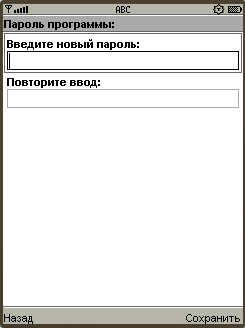 ABC
Пароль программы:
Введите новый пароль:
Повторите ввод:
Назад Сохранить